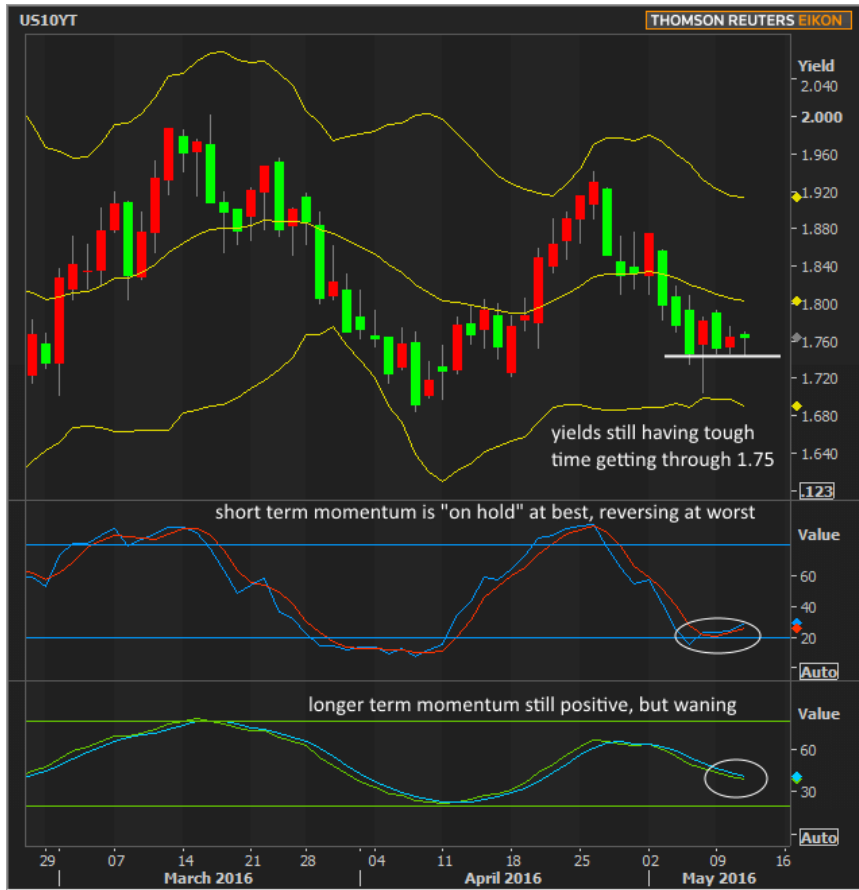 US10YT
THOMSON REUTERS EIKON
Yield
2.040
2.000
1.960
1.920
1.880
1.840
1.800
1.760
1.720
1.680
1.640
.123
yields still having tough
time getting through 1.75
short term momentum is "on hold" at best, reversing at worst
Value
60
40
20
Auto
longer term momentum still positive, but waning
Value
60
30
Auto
29 07 14 21 28 04 11 18 25 02 09 16
March 2016 April 2016 May 2016